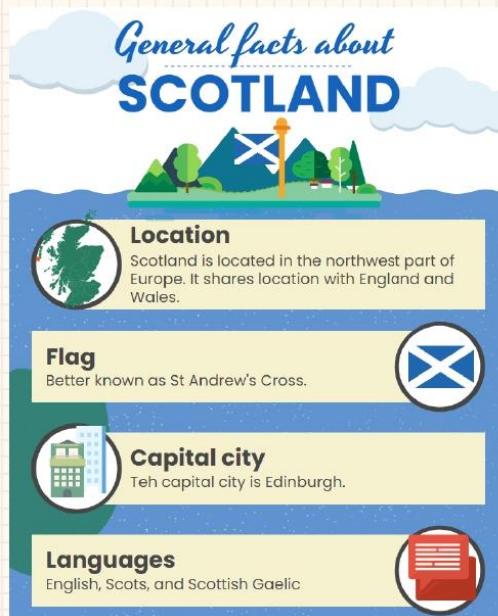 General facts about
SCOTLAND
Location
Scotland is located in the northwest part of
Europe. It shares location with England and
Wales.
Flag
Better known as St Andrew's Cross.
Capital city
Teh capital city is Edinburgh.
Languages
English, Scots, and Scottish Gaelic